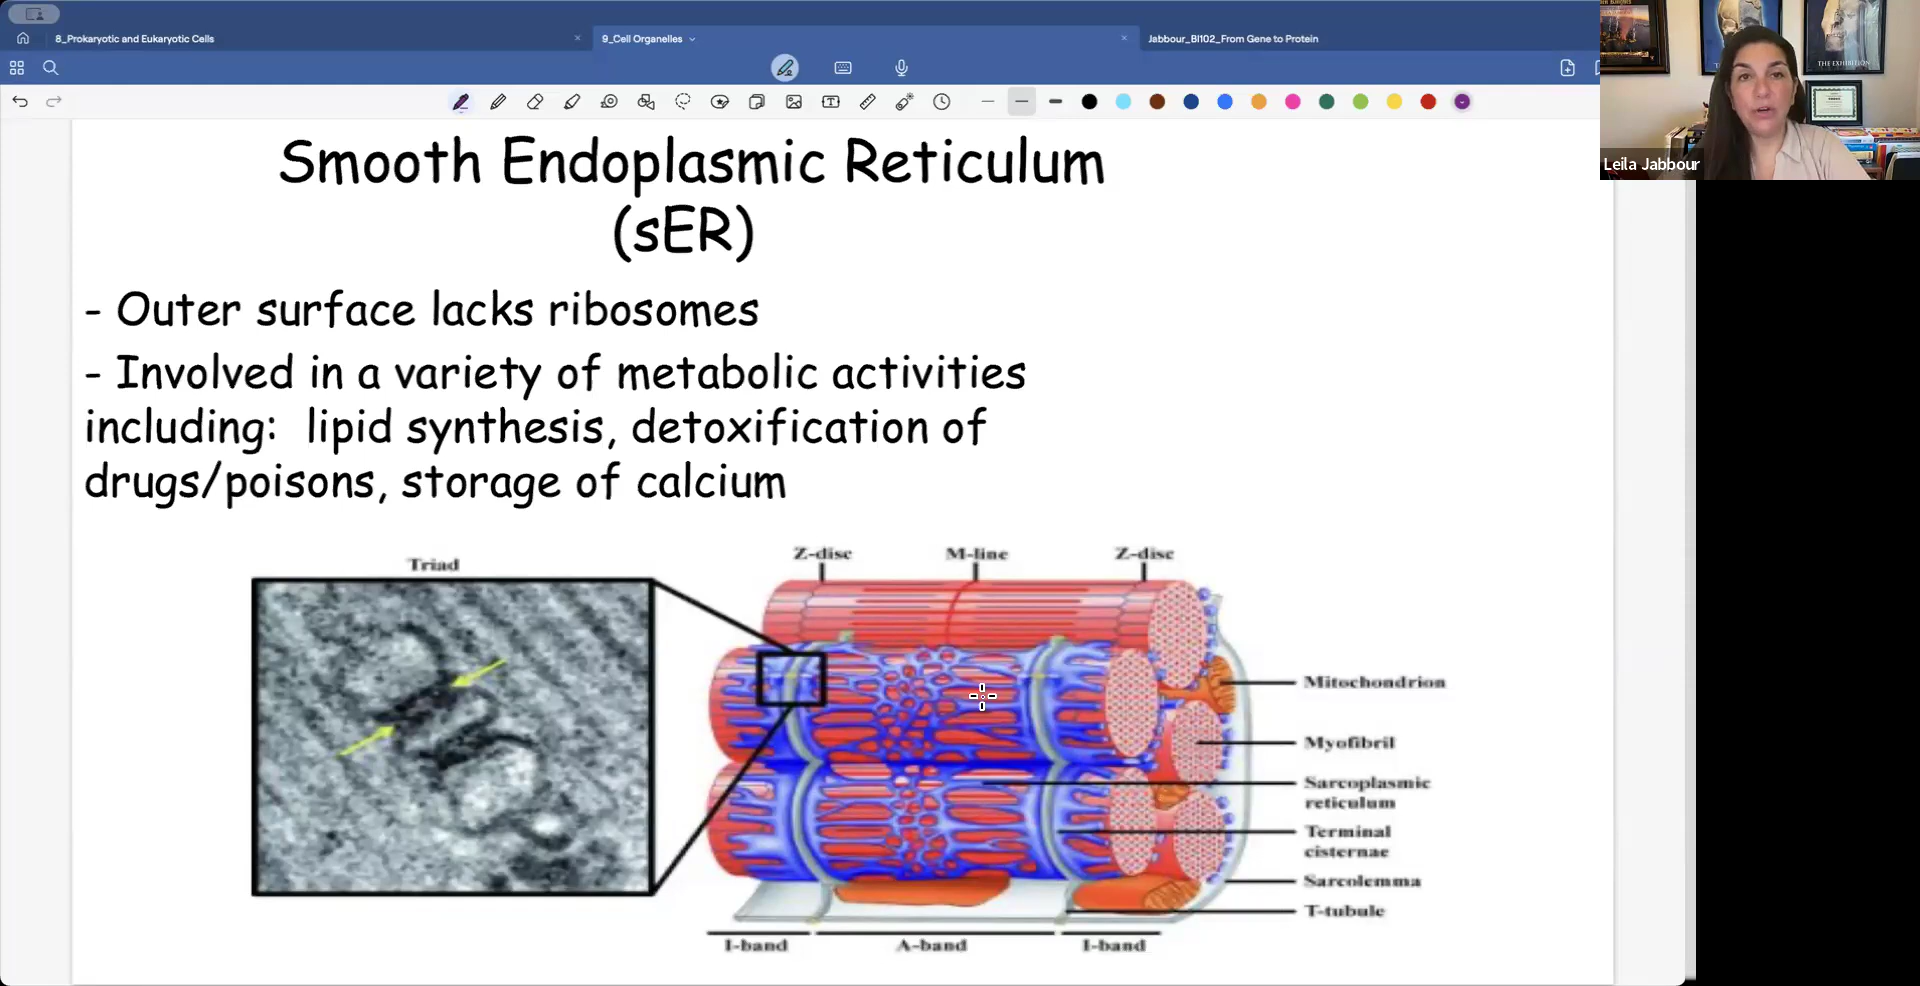 8_Prokaryotic and Eukaryotic Cells
9_Cell Organelles
Jabbour_BI102_From Gene to Protein
THE EXHIBITION
Leila Jabbour
Smooth Endoplasmic Reticulum
(sER)
- Outer surface lacks ribosomes
- Involved in a variety of metabolic activities
including: lipid synthesis, detoxification of
drugs/poisons, storage of calcium
Triad
Z-disc
M-line
Z-disc
Mitochondrion
Myofibril
Sarcoplasmic
reticulum
Terminal
cisternae
Sarcolemma
T-tubule
I-band
A-band
I-band